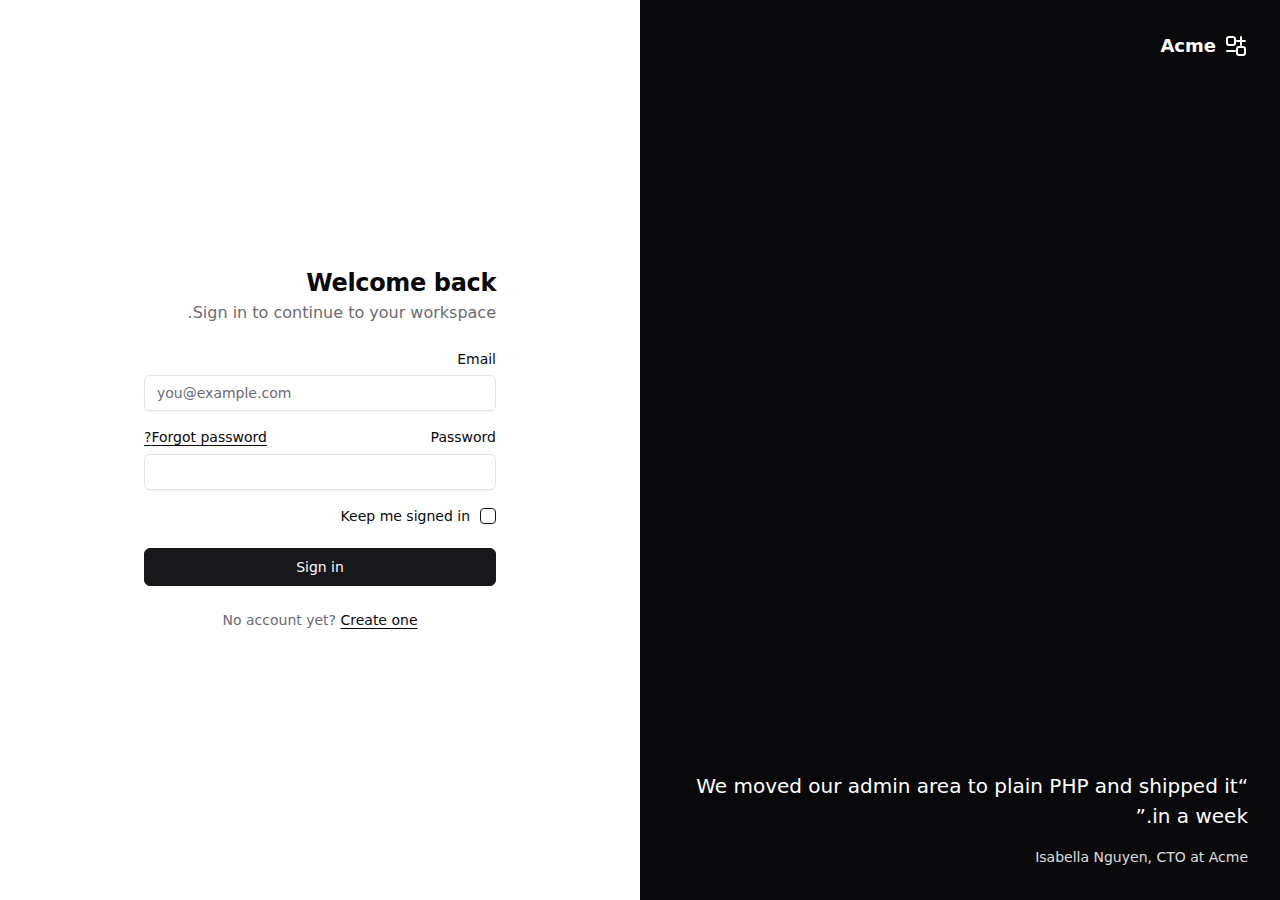 Acme
Welcome back
Sign in to continue to your workspace.
Email
you@example.com
Password
Forgot password?
Keep me signed in
Sign in
No account yet? Create one
“We moved our admin area to plain PHP and shipped it
in a week.”
Isabella Nguyen, CTO at Acme